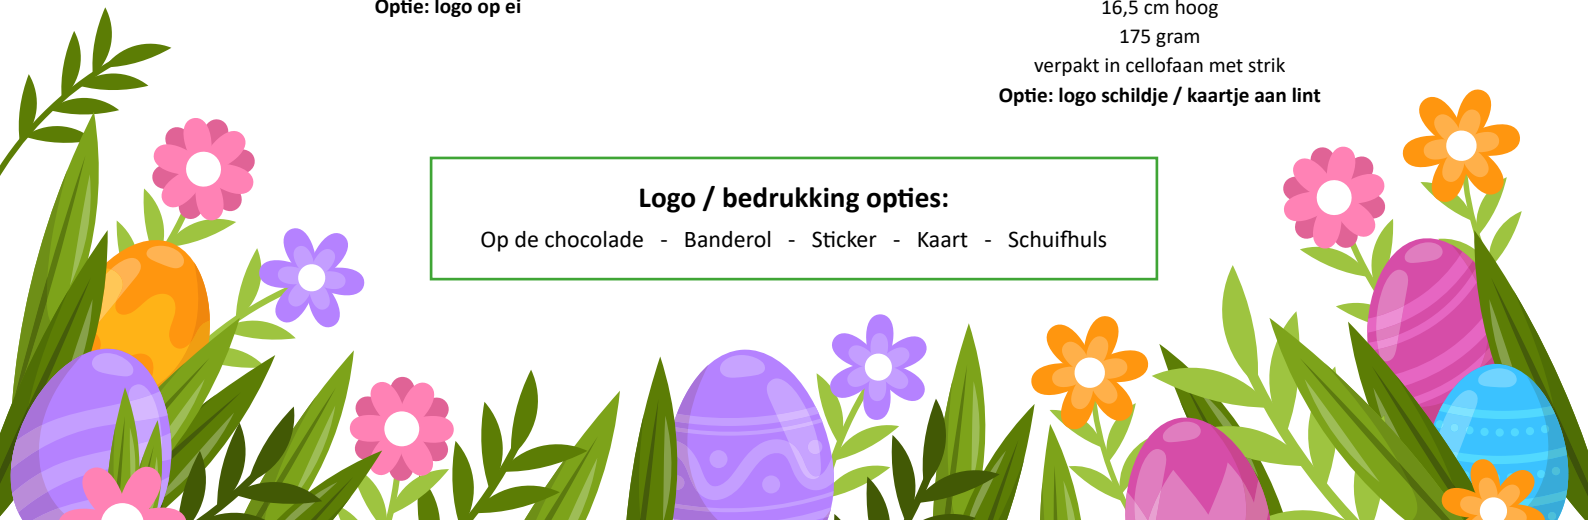 Optie: logo op ei
16,5 cm hoog
175 gram
verpakt in cellofaan met strik
Optie: logo schildje / kaartje aan lint
Logo / bedrukking opties:
Op de chocolade - Banderol - Sticker - Kaart - Schuifhuls